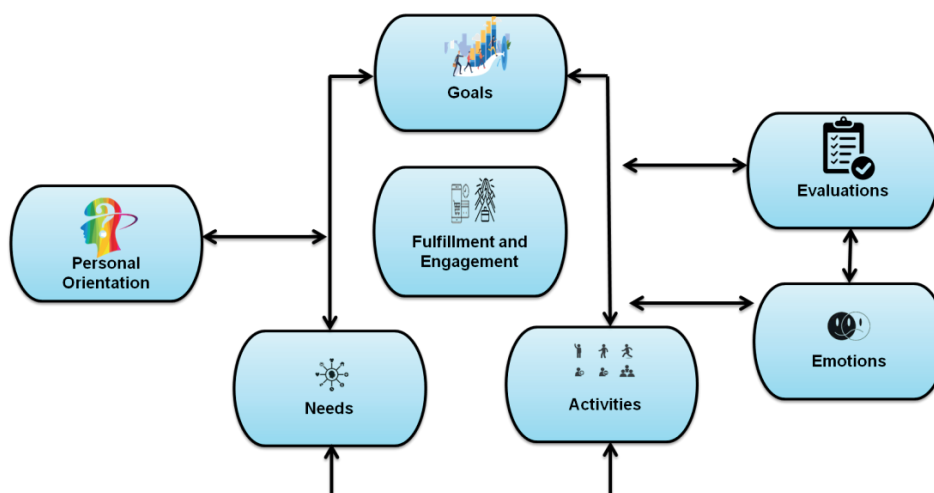 Goals
Evaluations
Fulfillment and
Engagement
Personal
Orientation
Emotions
Needs
Activities